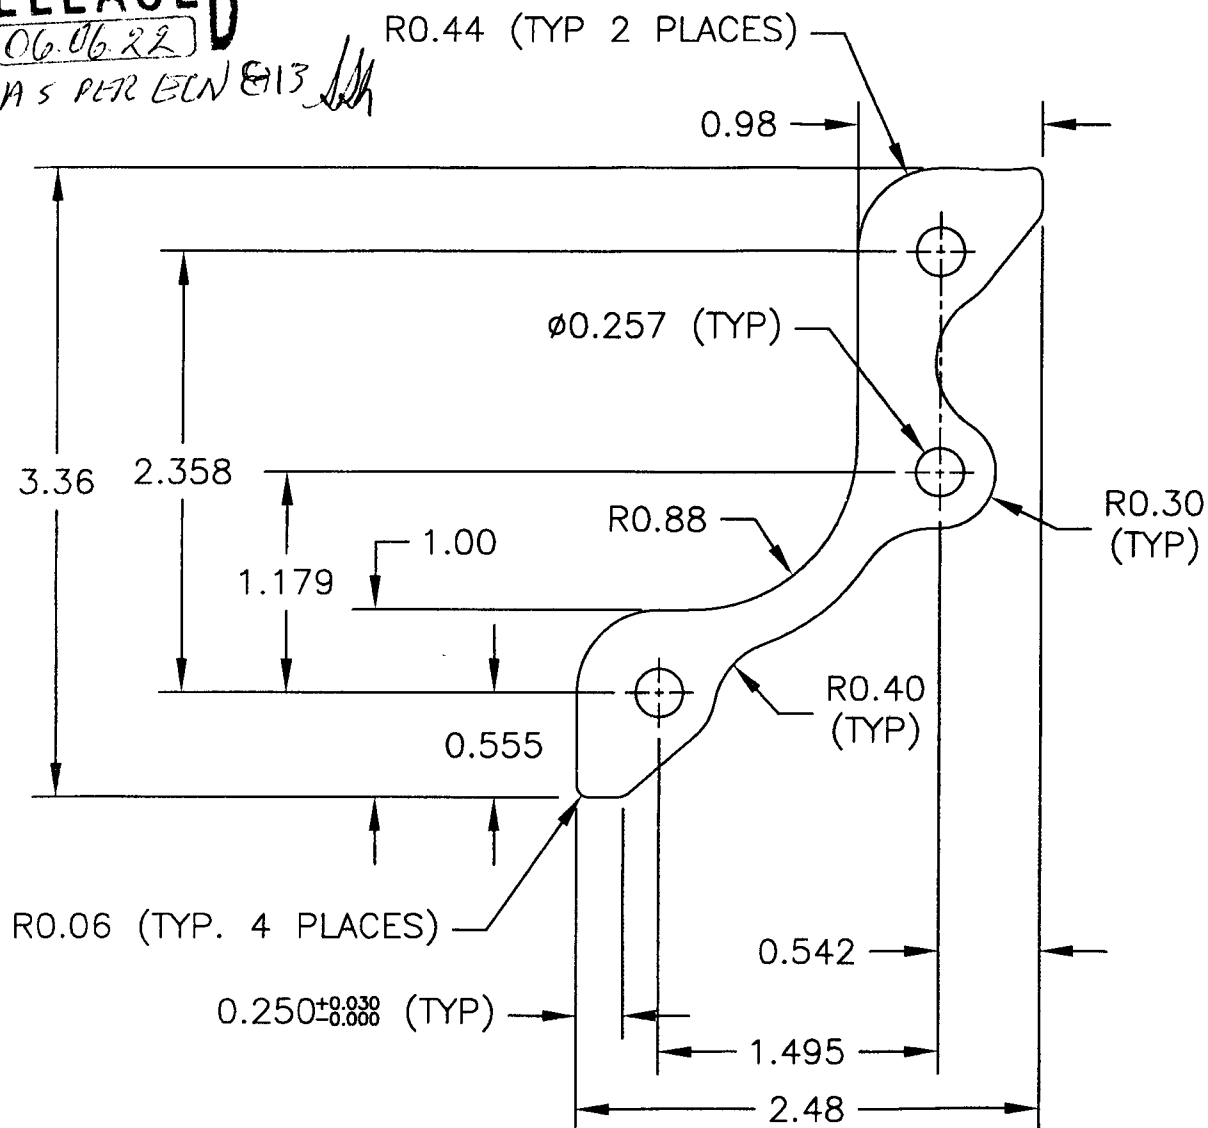 06.06.22
AS PER ECN
R0.44 (TYP 2 PLACES)
0.98
ø0.257 (TYP)
3.36
2.358
R0.30
(TYP)
R0.88
1.00
1.179
R0.40
(TYP)
0.555
R0.06 (TYP. 4 PLACES)
0.542
0.250+0.030 -0.000 (TYP)
1.495
2.48